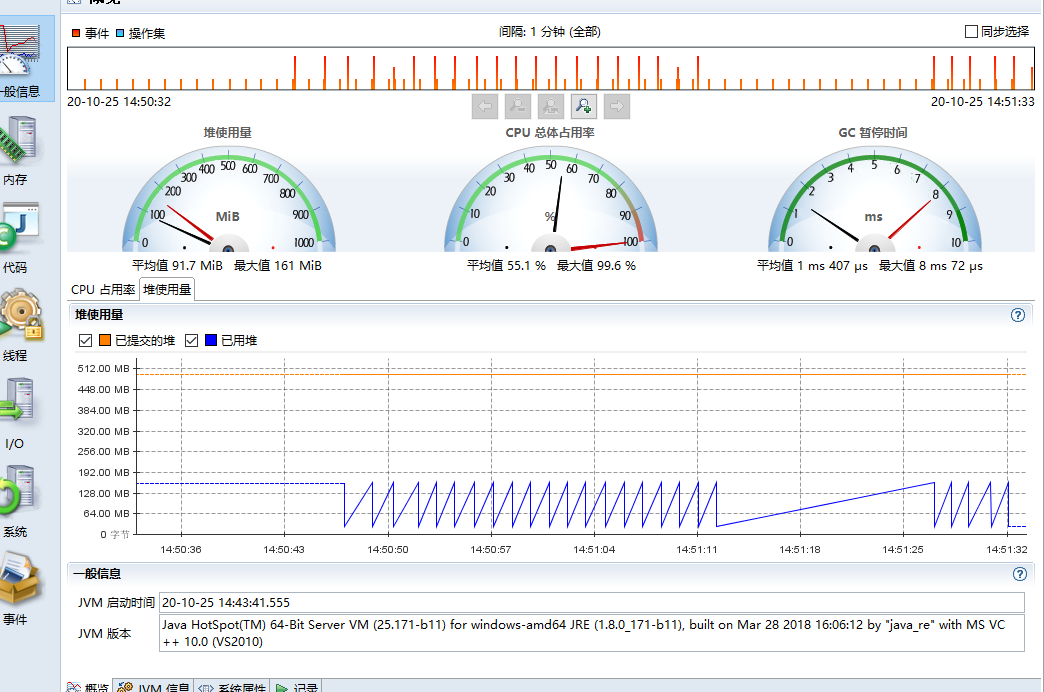 概览
事件 操作集 间隔: 1 分钟 (全部) 同步选择
20-10-25 14:50:32 20-10-25 14:51:33
一般信息
内存
代码
线程
I/O
系统
事件
堆使用量 CPU 总体占用率 GC 暂停时间
0 100 200 300 400 500 600 700 800 900 1000
MiB
0 10 20 30 40 50 60 70 80 90 100
%
0 1 2 3 4 5 6 7 8 9 10
ms
平均值 91.7 MiB 最大值 161 MiB 平均值 55.1 % 最大值 99.6 % 平均值 1 ms 407 µs 最大值 8 ms 72 µs
CPU 占用率 堆使用量
堆使用量
已提交的堆 已用堆
512.00 MB
448.00 MB
384.00 MB
320.00 MB
256.00 MB
192.00 MB
128.00 MB
64.00 MB
0 字节
14:50:36 14:50:43 14:50:50 14:50:57 14:51:04 14:51:11 14:51:18 14:51:25 14:51:32
一般信息
JVM 启动时间 20-10-25 14:43:41.555
JVM 版本 Java HotSpot(TM) 64-Bit Server VM (25.171-b11) for windows-amd64 JRE (1.8.0_171-b11), built on Mar 28 2018 16:06:12 by "java_re" with MS VC
++ 10.0 (VS2010)
概览 JVM 信息 系统属性 记录